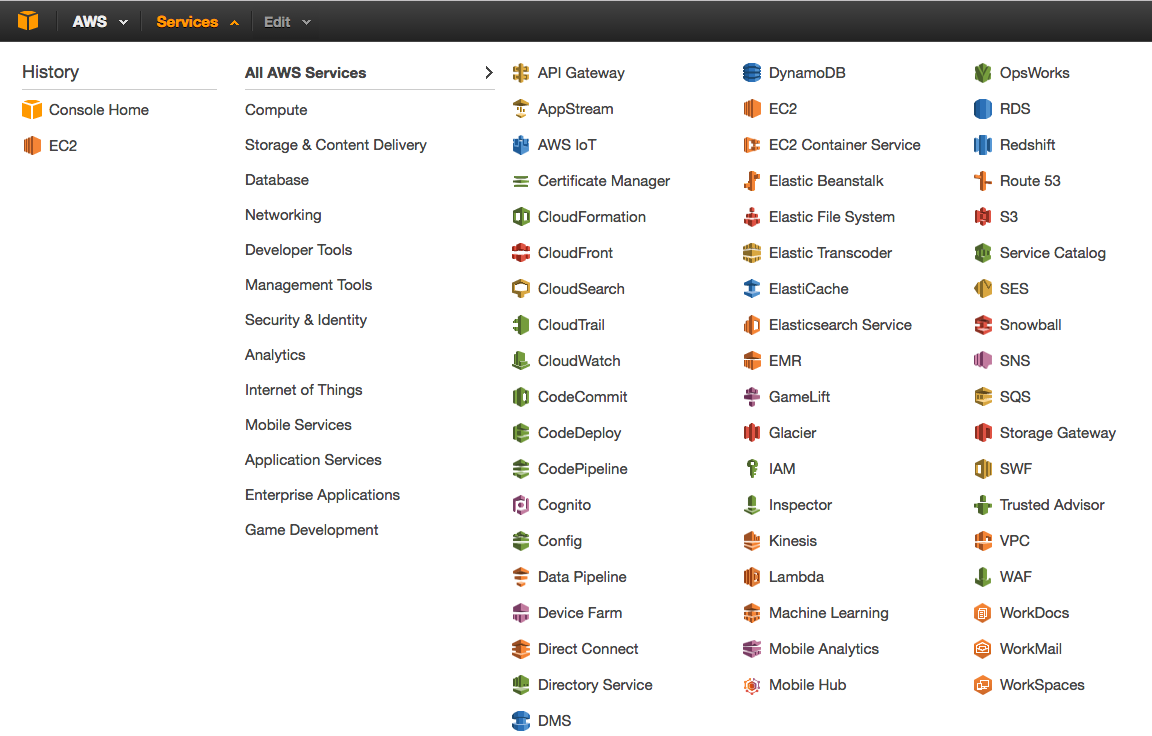 AWS Services Edit
History
Console Home
EC2
All AWS Services
Compute
Storage & Content Delivery
Database
Networking
Developer Tools
Management Tools
Security & Identity
Analytics
Internet of Things
Mobile Services
Application Services
Enterprise Applications
Game Development
API Gateway
AppStream
AWS IoT
Certificate Manager
CloudFormation
CloudFront
CloudSearch
CloudTrail
CloudWatch
CodeCommit
CodeDeploy
CodePipeline
Cognito
Config
Data Pipeline
Device Farm
Direct Connect
Directory Service
DMS
DynamoDB
EC2
EC2 Container Service
Elastic Beanstalk
Elastic File System
Elastic Transcoder
ElastiCache
Elasticsearch Service
EMR
GameLift
Glacier
IAM
Inspector
Kinesis
Lambda
Machine Learning
Mobile Analytics
Mobile Hub
OpsWorks
RDS
Redshift
Route 53
S3
Service Catalog
SES
Snowball
SNS
SQS
Storage Gateway
SWF
Trusted Advisor
VPC
WAF
WorkDocs
WorkMail
WorkSpaces